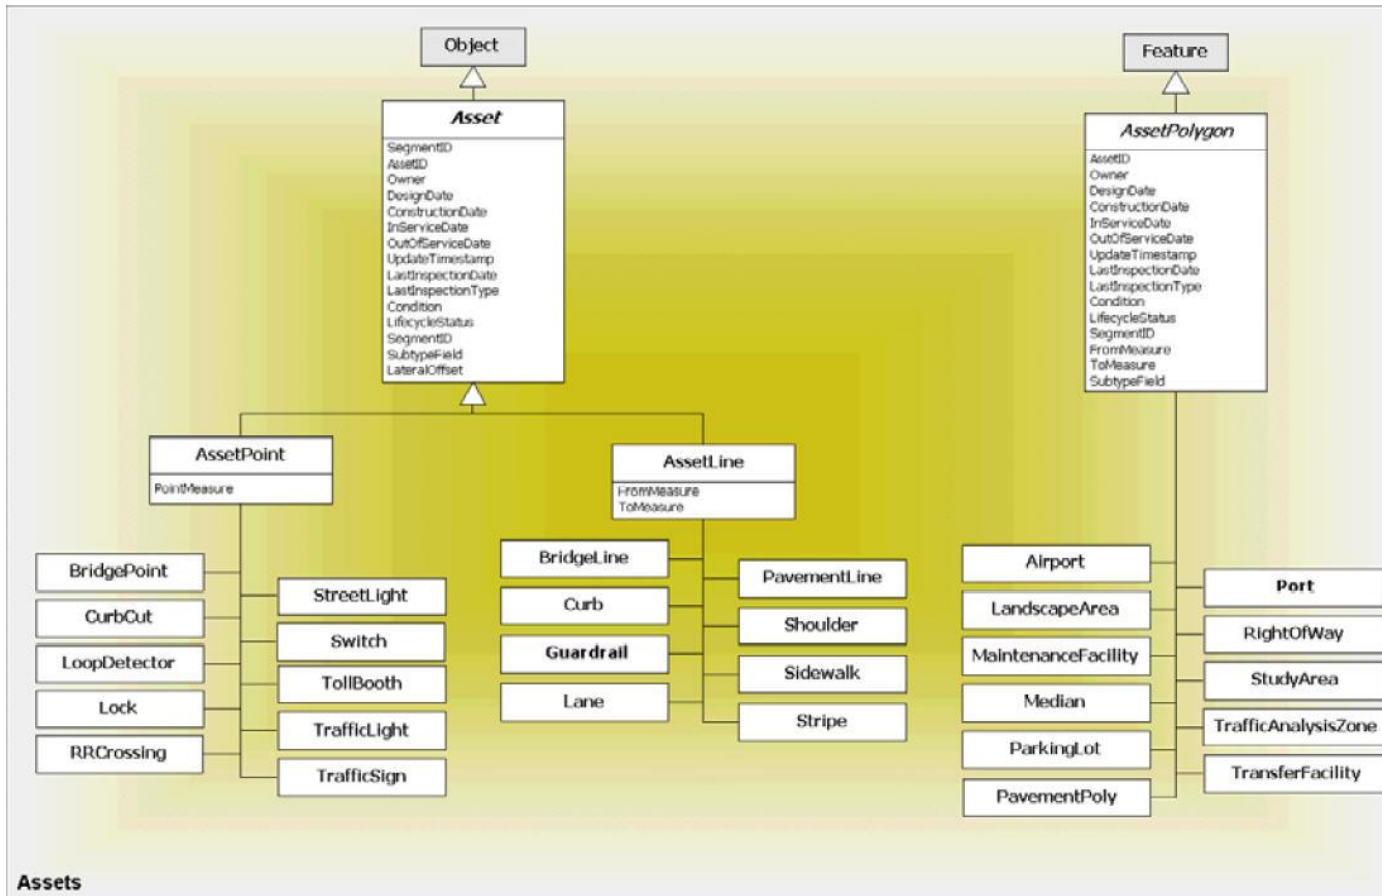 Object
Asset
SegmentID
AssetID
Owner
DesignDate
ConstructionDate
InServiceDate
OutOfServiceDate
UpdateTimestamp
LastInspectionDate
LastInspectionType
Condition
LifecycleStatus
SegmentID
SubtypeField
LateralOffset
AssetPoint
PointMeasure
BridgePoint
CurbCut
LoopDetector
Lock
RRCrossing
StreetLight
Switch
TollBooth
TrafficLight
TrafficSign
AssetLine
FromMeasure
ToMeasure
BridgeLine
Curb
Guardrail
Lane
PavementLine
Shoulder
Sidewalk
Stripe
Feature
AssetPolygon
AssetID
Owner
DesignDate
ConstructionDate
InServiceDate
OutOfServiceDate
UpdateTimestamp
LastInspectionDate
LastInspectionType
Condition
LifecycleStatus
SegmentID
FromMeasure
ToMeasure
SubtypeField
Airport
LandscapeArea
MaintenanceFacility
Median
ParkingLot
PavementPoly
Port
RightOfWay
StudyArea
TrafficAnalysisZone
TransferFacility
Assets